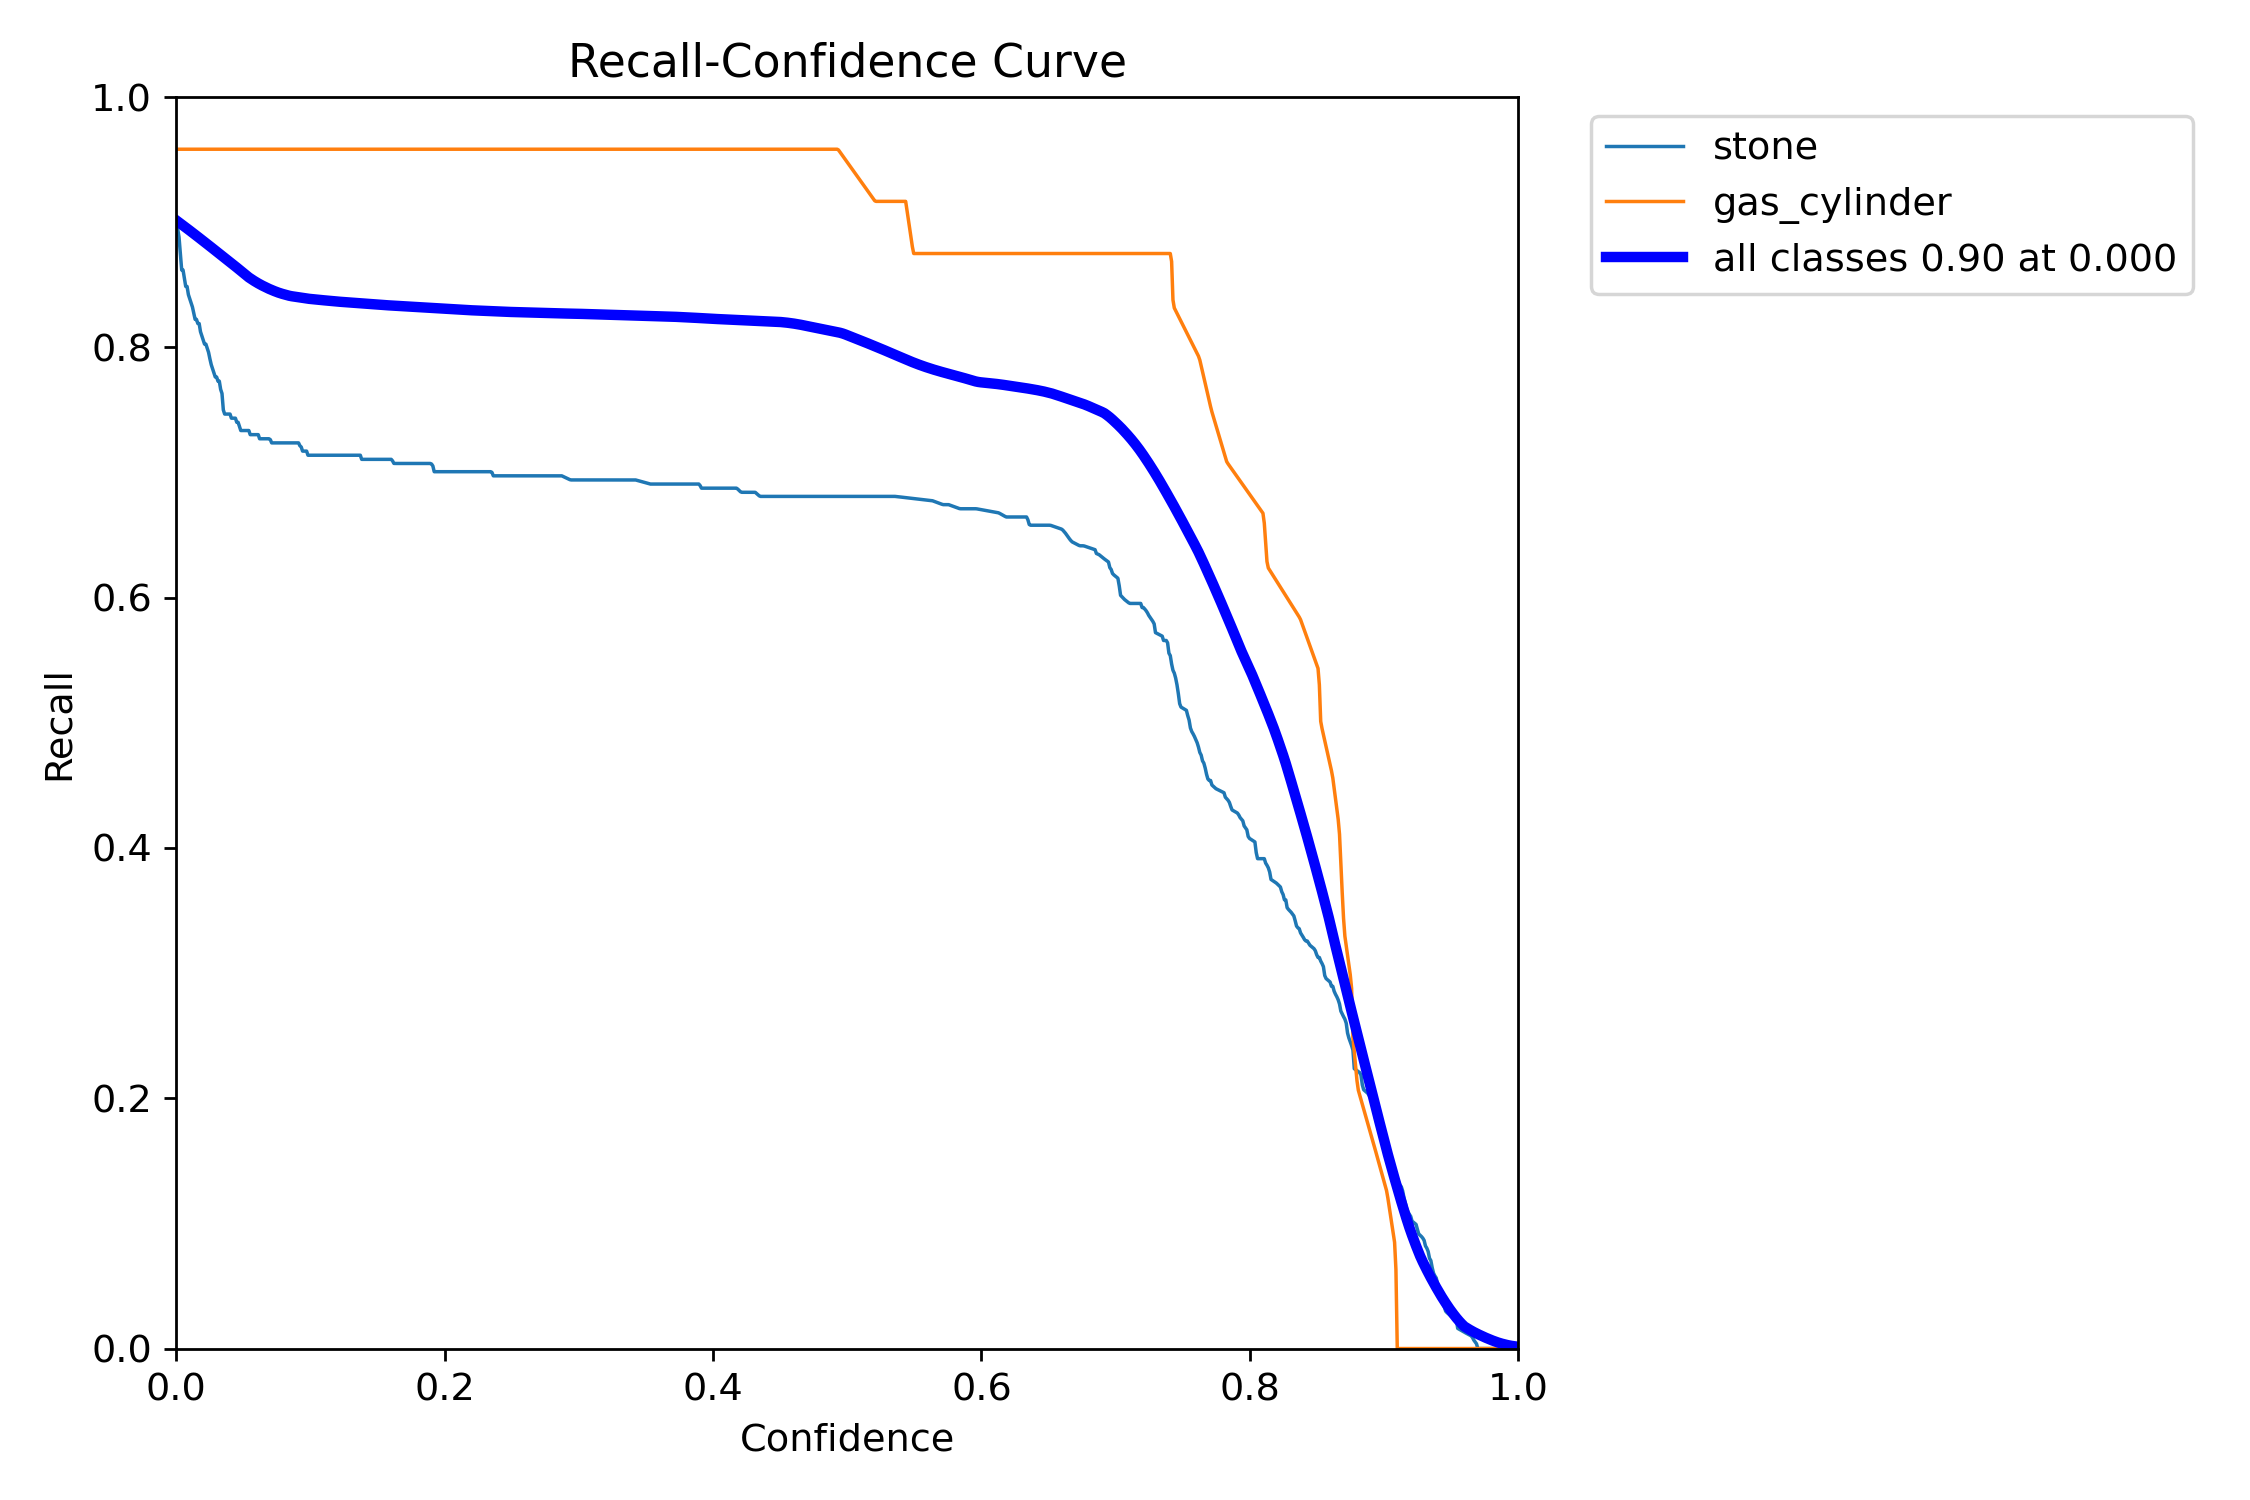 Recall-Confidence Curve
1.0
0.8
0.6
0.4
0.2
0.0
Recall
0.0 0.2 0.4 0.6 0.8 1.0
Confidence
stone
gas_cylinder
all classes 0.90 at 0.000